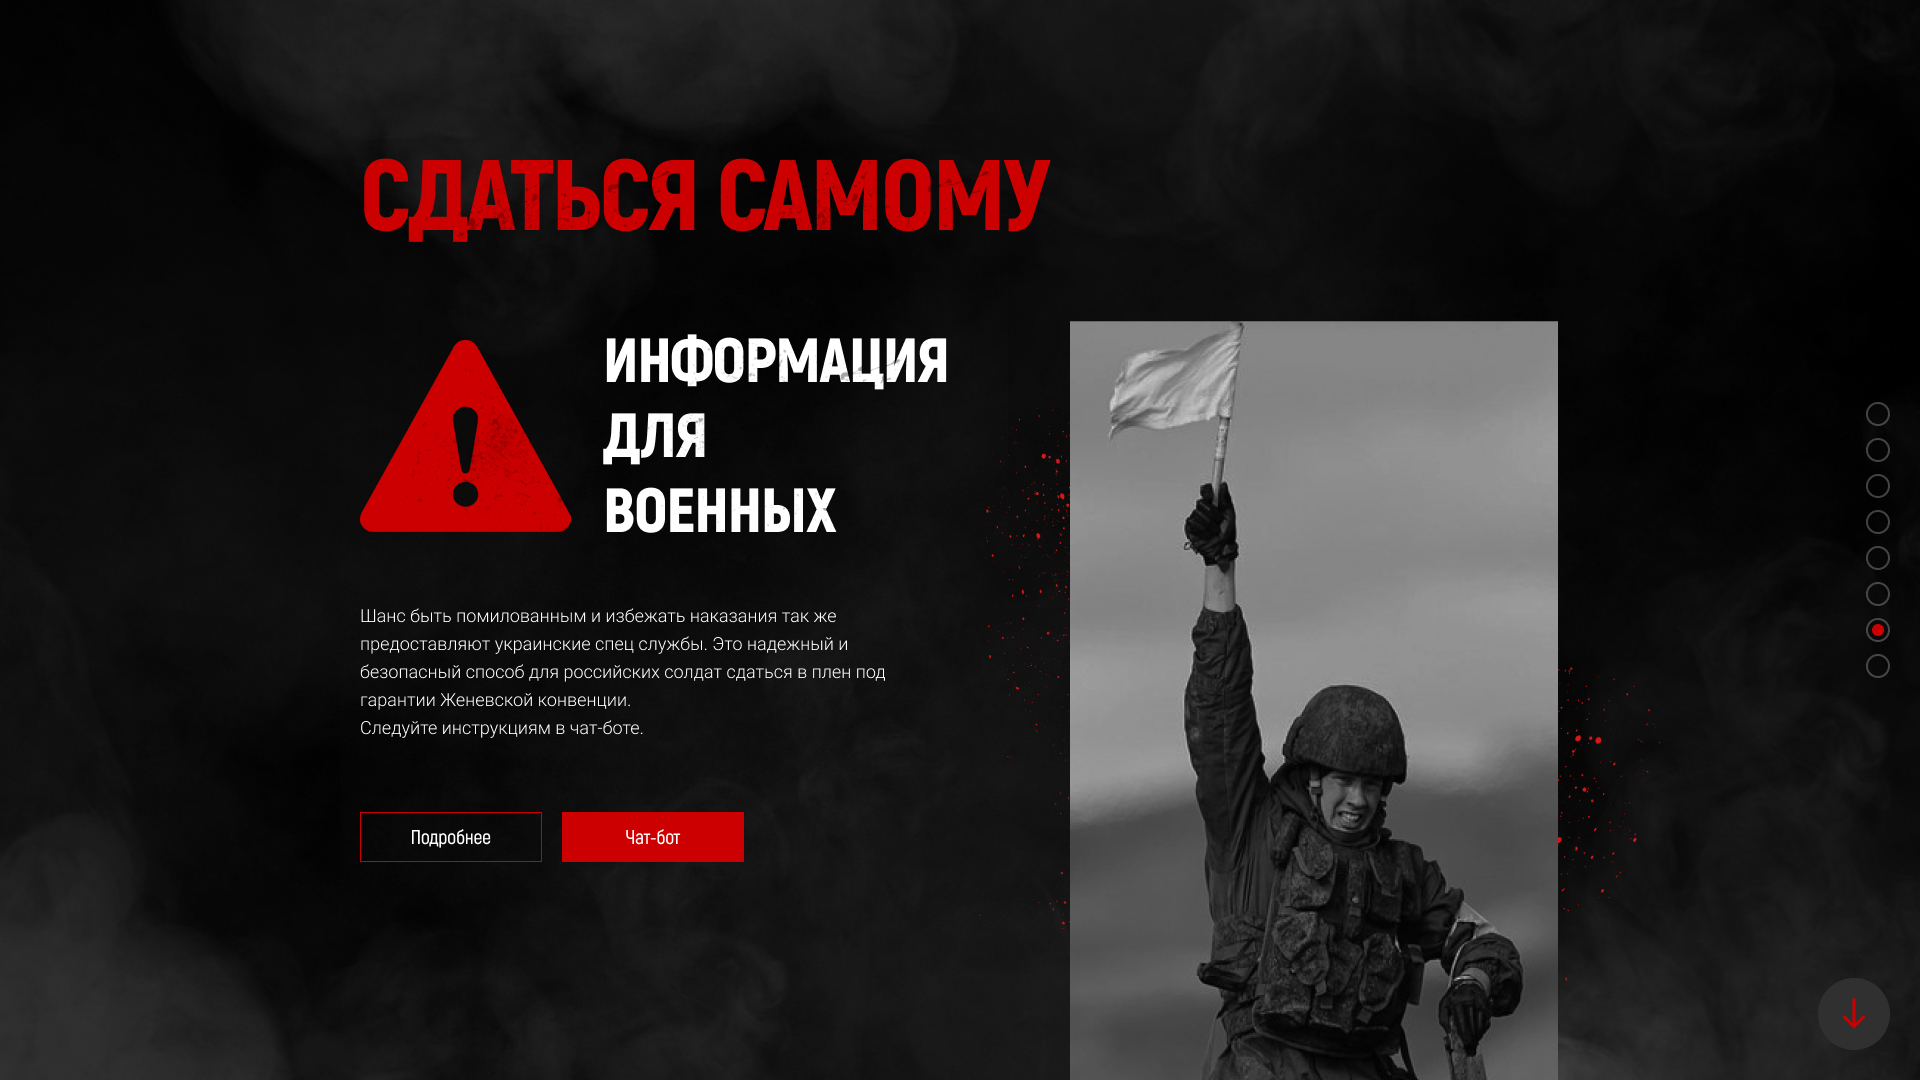 СДАТЬСЯ САМОМУ
ИНФОРМАЦИЯ
ДЛЯ
ВОЕННЫХ
Шанс быть помилованным и избежать наказания так же
предоставляют украинские спец службы. Это надежный и
безопасный способ для российских солдат сдаться в плен под
гарантии Женевской конвенции.
Следуйте инструкциям в чат-боте.
Подробнее
Чат-бот